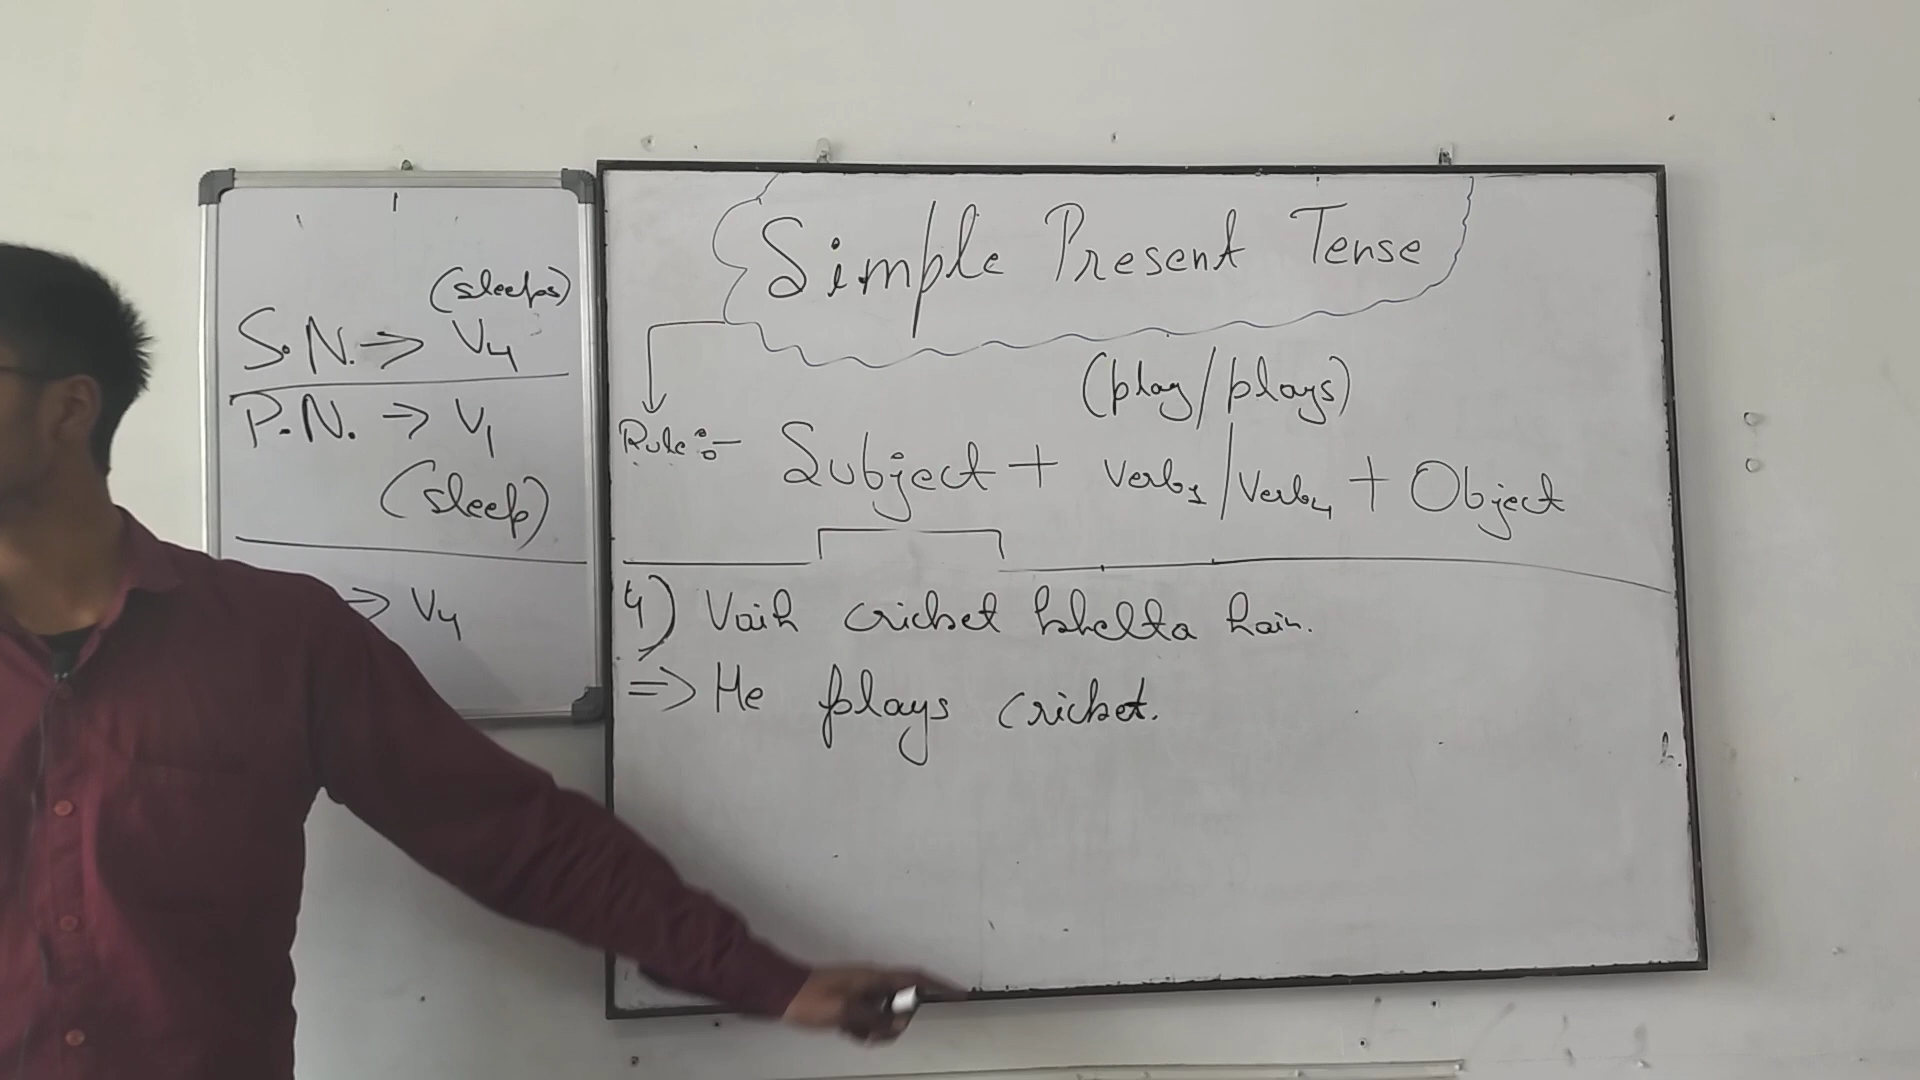 (sleeps)
S.N. ⇒ V4
P.N. → V1
(sleep)
⇒ V4
Simple Present Tense
(play/plays)
Rule:- Subject + Verb1/Verb4 + Object
4) Vaih cricket khelta hain.
⇒ He plays cricket.